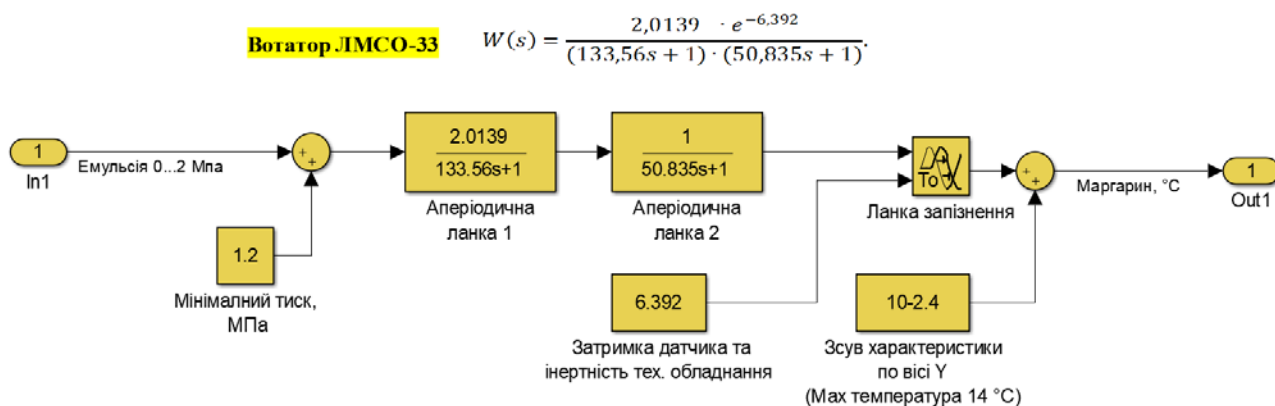 Вотатор ЛМСО-33
W(s) = 2,0139 · e^{−6,392} / (133,56s + 1) · (50,835s + 1).
1
In1
Емульсія 0...2 Мпа
+
+
1.2
Мінімалний тиск,
МПа
2.0139
133.56s+1
Аперіодична
ланка 1
1
50.835s+1
Аперіодична
ланка 2
To
Ланка запізнення
6.392
Затримка датчика та
інертність тех. обладнання
+
+
10-2.4
Зсув характеристики
по вісі Y
(Max температура 14 °C)
Маргарин, °C
1
Out1